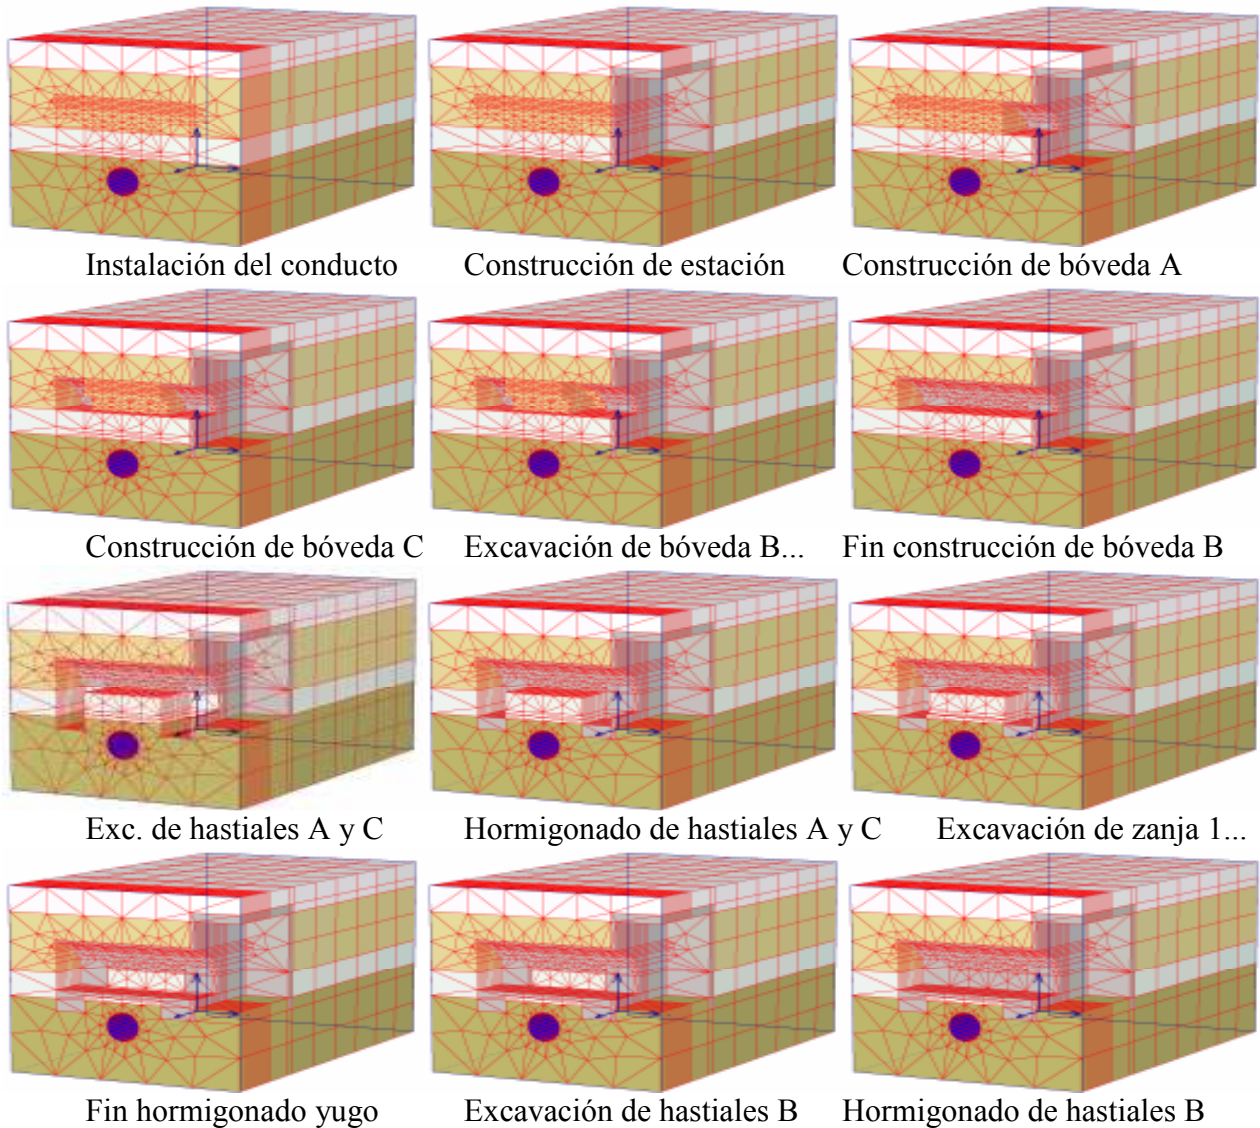 Instalación del conducto
Construcción de estación
Construcción de bóveda A
Construcción de bóveda C
Excavación de bóveda B...
Fin construcción de bóveda B
Exc. de hastiales A y C
Hormigonado de hastiales A y C
Excavación de zanja 1...
Fin hormigonado yugo
Excavación de hastiales B
Hormigonado de hastiales B